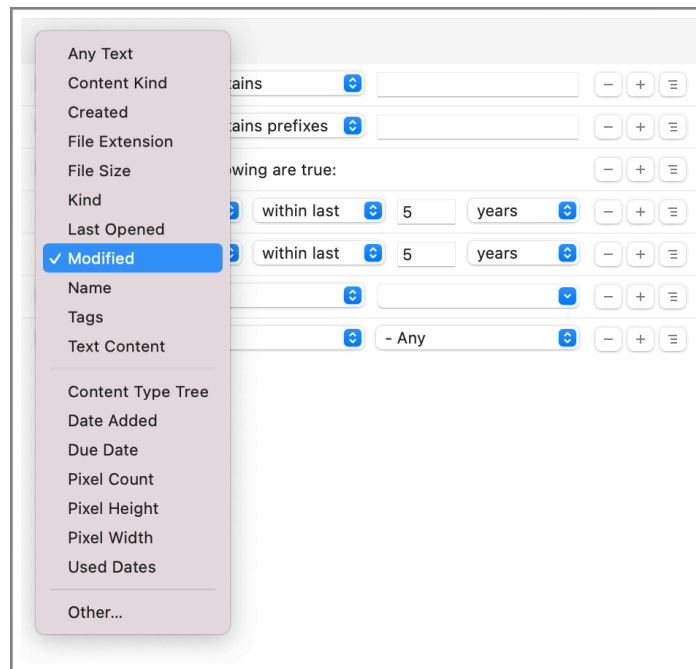 Any Text
Content Kind
tains
Created
tains prefixes
File Extension
File Size
wing are true:
Kind
within last 5 years
Last Opened
✓ Modified
within last 5 years
Name
Tags
Text Content
- Any
Content Type Tree
Date Added
Due Date
Pixel Count
Pixel Height
Pixel Width
Used Dates
Other...